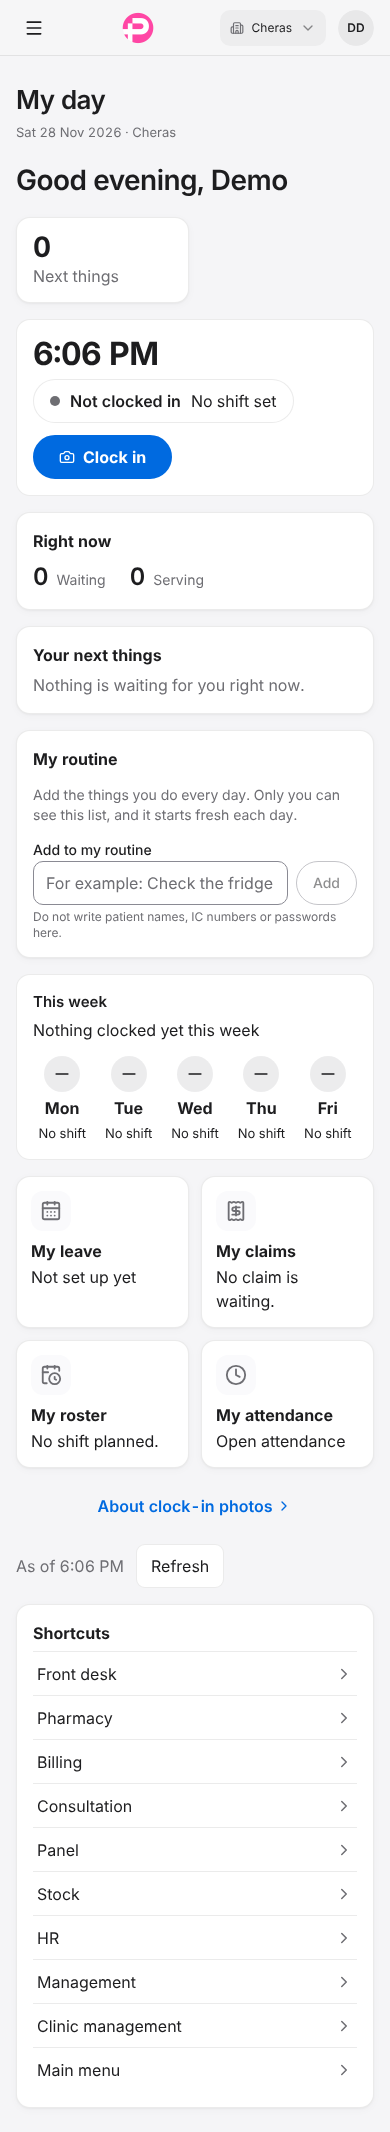 Cheras
DD
My day
Sat 28 Nov 2026 · Cheras
Good evening, Demo
0
Next things
6:06 PM
Not clocked in No shift set
Clock in
Right now
0 Waiting 0 Serving
Your next things
Nothing is waiting for you right now.
My routine
Add the things you do every day. Only you can
see this list, and it starts fresh each day.
Add to my routine
For example: Check the fridge
Add
Do not write patient names, IC numbers or passwords
here.
This week
Nothing clocked yet this week
Mon Tue Wed Thu Fri
No shift No shift No shift No shift No shift
My leave
Not set up yet
My claims
No claim is
waiting.
My roster
No shift planned.
My attendance
Open attendance
About clock-in photos
As of 6:06 PM
Refresh
Shortcuts
Front desk
Pharmacy
Billing
Consultation
Panel
Stock
HR
Management
Clinic management
Main menu